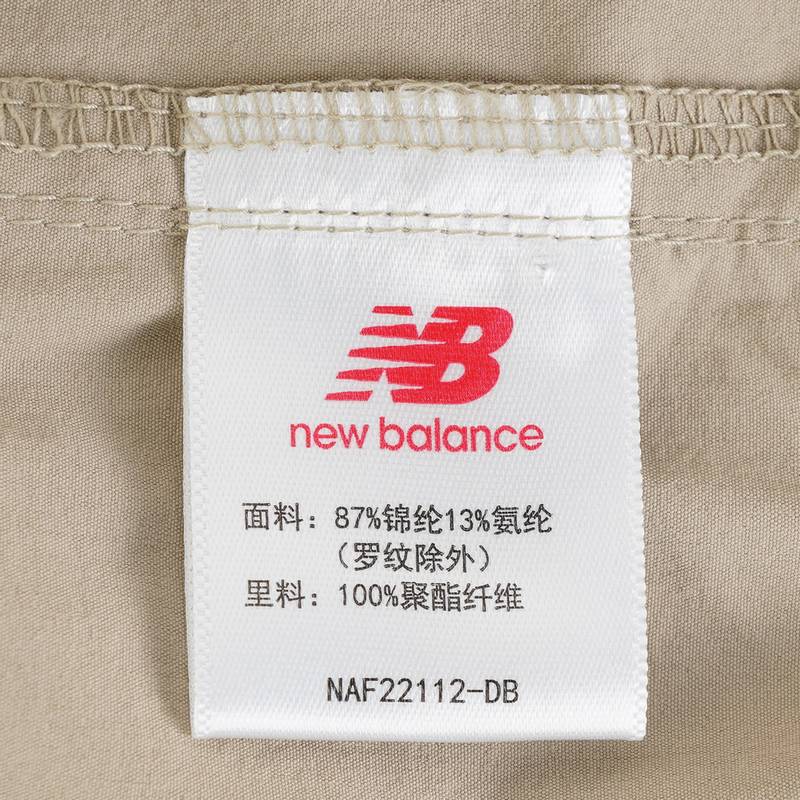 NB
new balance
面料：87%锦纶13%氨纶
（罗纹除外）
里料：100%聚酯纤维
NAF22112-DB